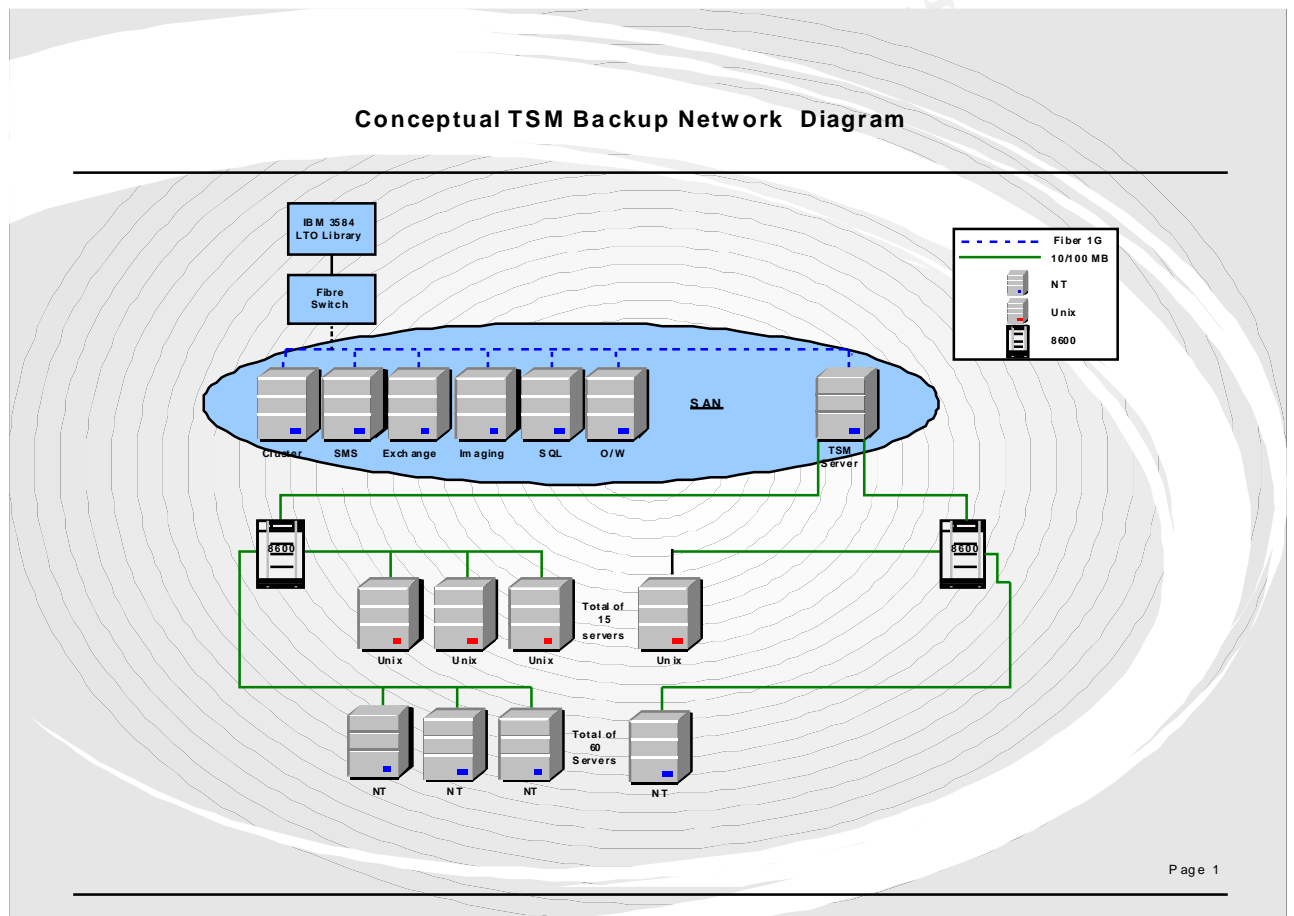 Conceptual TSM Backup Network Diagram
IBM 3584
LTO Library
Fibre
Switch
Fiber 1G
10/100 MB
NT
Unix
8600
SAN
Cluster
SMS
Exchange
Imaging
SQL
O/W
TSM
Server
8600
8600
Total of
15
servers
Unix
Unix
Unix
Unix
Total of
60
Servers
NT
NT
NT
NT
Page 1